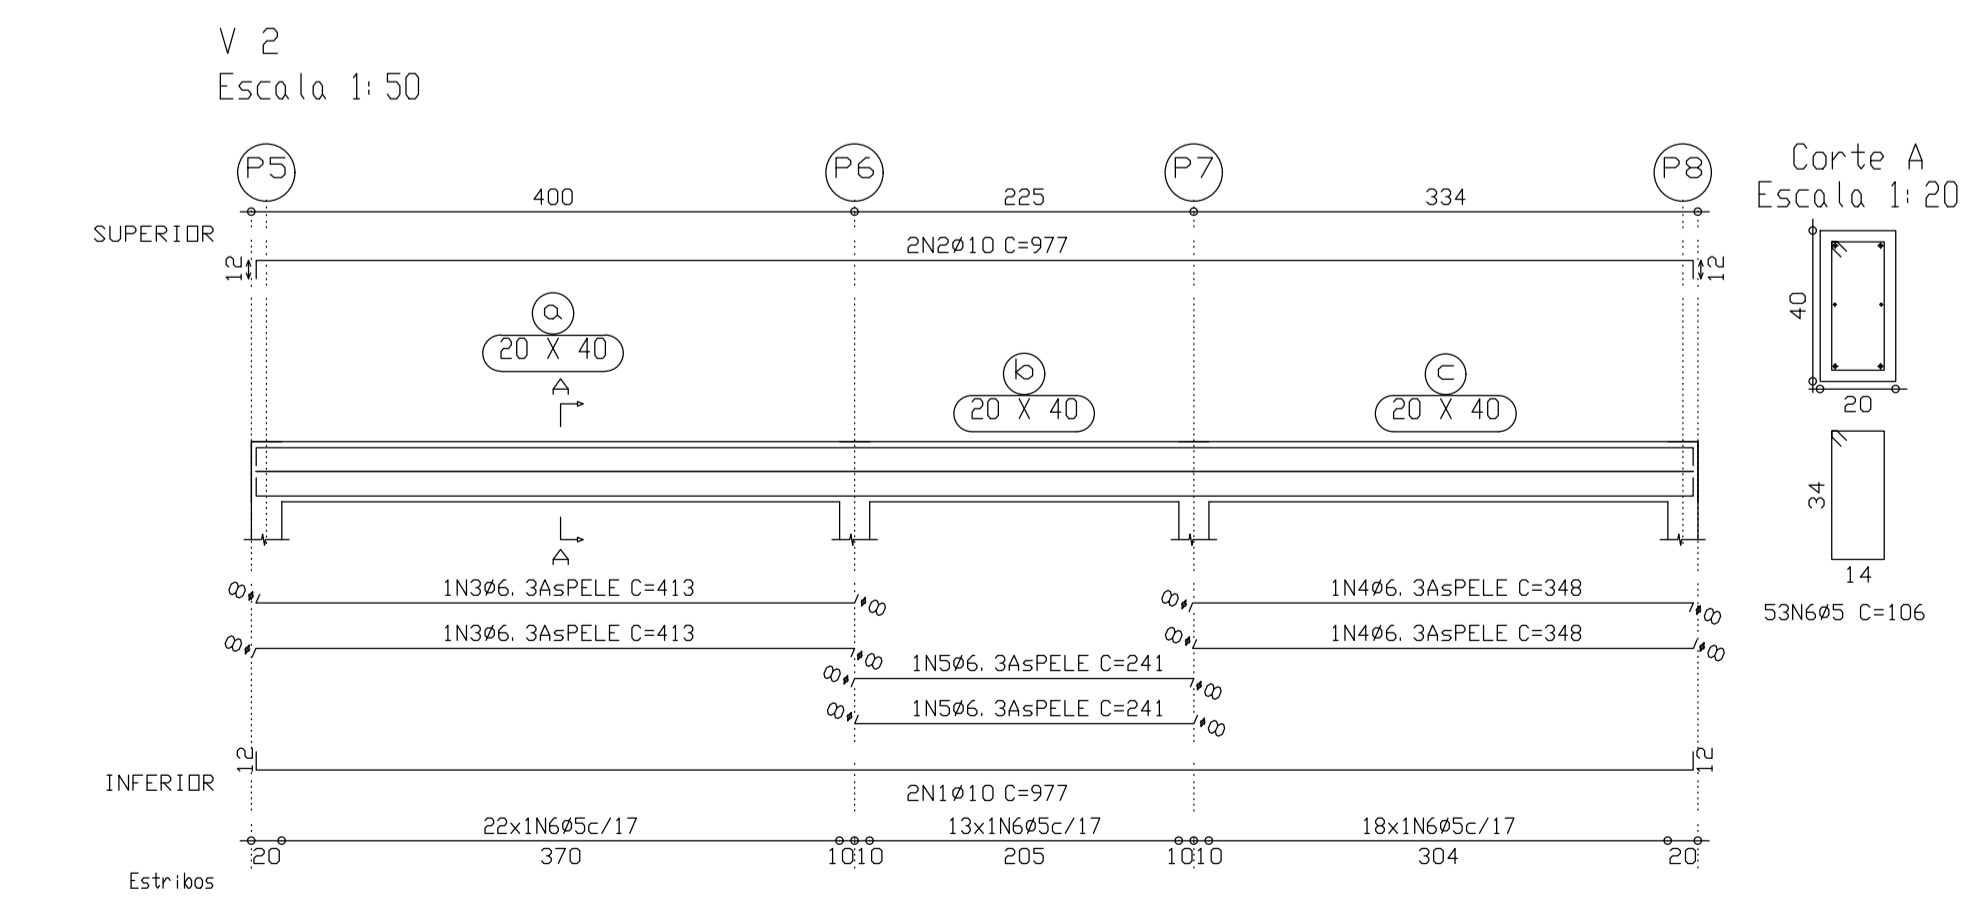 V 2
Escala 1:50
P5 P6 P7 P8
Corte A
Escala 1:20
400 225 334
SUPERIOR
2N2ø10 C=977
12 12
a
20 X 40
A
b
20 X 40
c
20 X 40
40
20
A
34
14
53N6ø5 C=106
8 1N3ø6.3AsPELE C=413 8
8 1N4ø6.3AsPELE C=348 8
8 1N3ø6.3AsPELE C=413 8
8 1N4ø6.3AsPELE C=348 8
8 1N5ø6.3AsPELE C=241 8
8 1N5ø6.3AsPELE C=241 8
12 12
INFERIOR
2N1ø10 C=977
22x1N6ø5c/17 13x1N6ø5c/17 18x1N6ø5c/17
20 370 10 10 205 10 10 304 20
Estribos